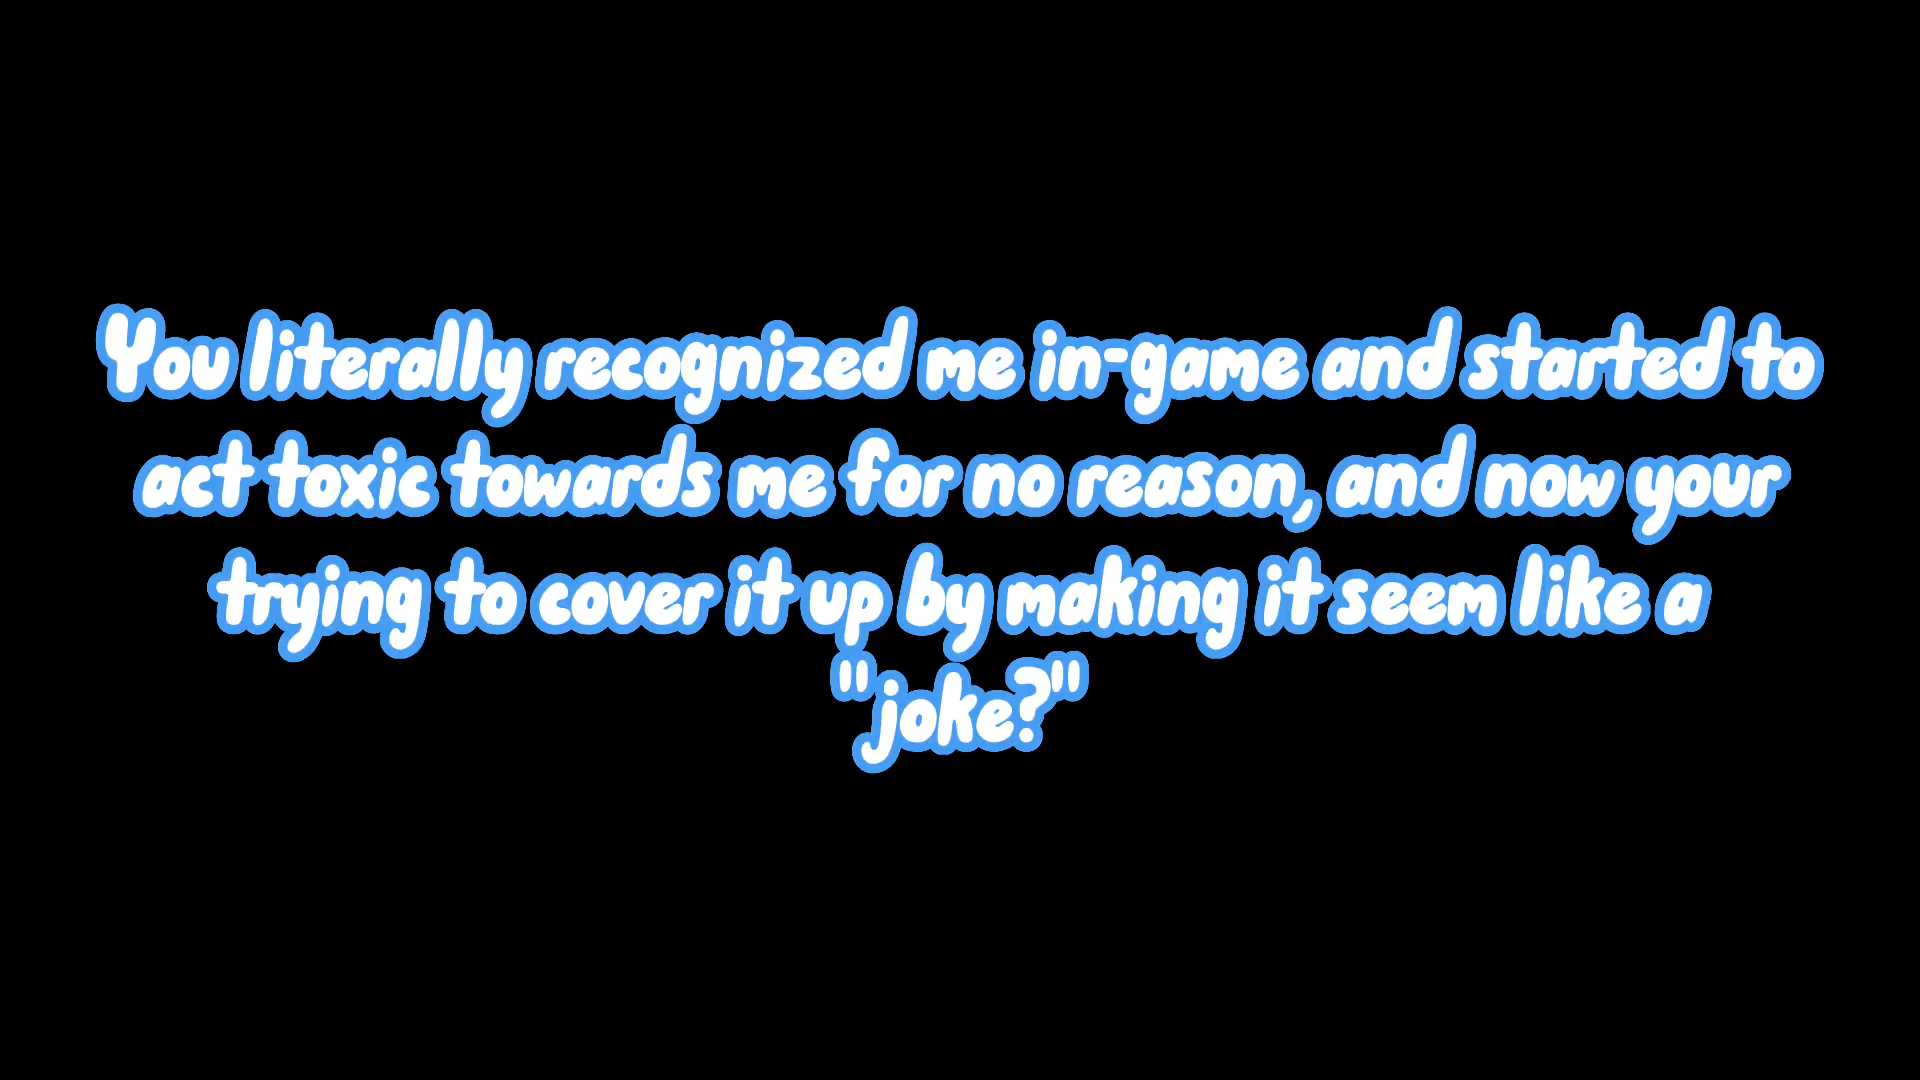 You literally recognized me in-game and started to
act toxic towards me for no reason, and now your
trying to cover it up by making it seem like a
"joke?"